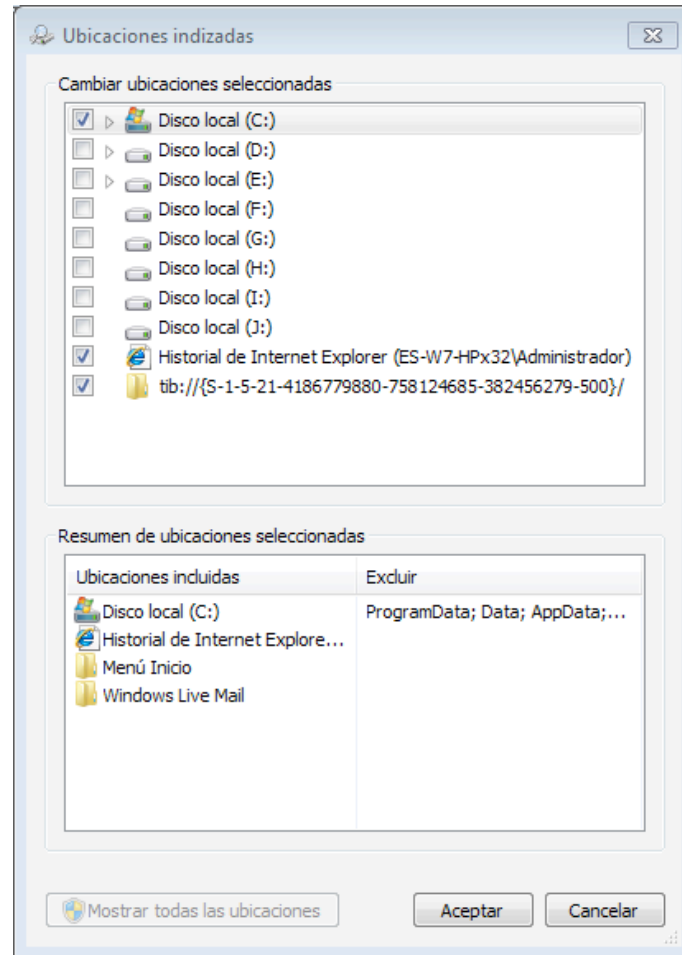 Ubicaciones indizadas
Cambiar ubicaciones seleccionadas
Disco local (C:)
Disco local (D:)
Disco local (E:)
Disco local (F:)
Disco local (G:)
Disco local (H:)
Disco local (I:)
Disco local (J:)
Historial de Internet Explorer (ES-W7-HPx32\Administrador)
tib://{S-1-5-21-4186779880-758124685-382456279-500}/
Resumen de ubicaciones seleccionadas
Ubicaciones incluidas Excluir
Disco local (C:) ProgramData; Data; AppData;...
Historial de Internet Explore...
Menú Inicio
Windows Live Mail
Mostrar todas las ubicaciones Aceptar Cancelar